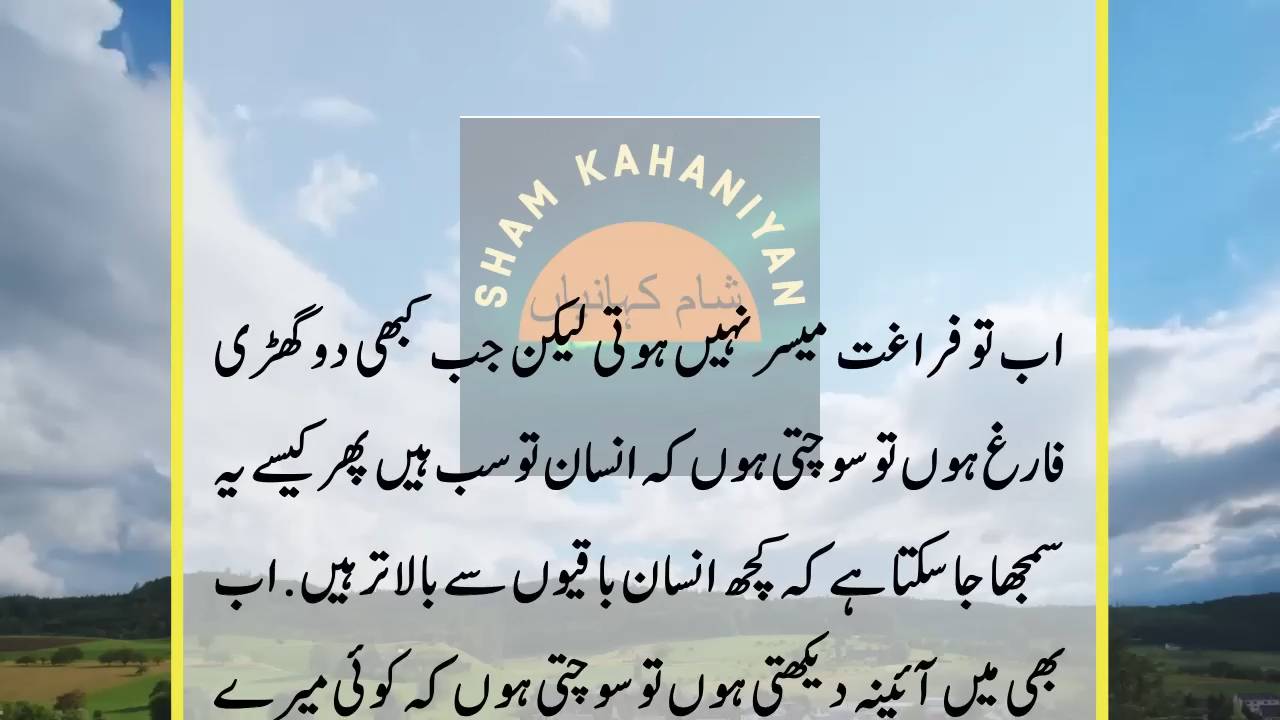 SHAM KAHANIYAN
شام کہانیاں
اب تو فراغت میسر نہیں ہوتی لیکن جب کبھی دو گھڑی
فارغ ہوں تو سوچتی ہوں کہ انسان تو سب ہیں پھر کیسے یہ
سمجھا جا سکتا ہے کہ کچھ انسان باقیوں سے بالاتر ہیں. اب
بھی میں آئینہ دیکھتی ہوں تو سوچتی ہوں کہ کوئی میرے